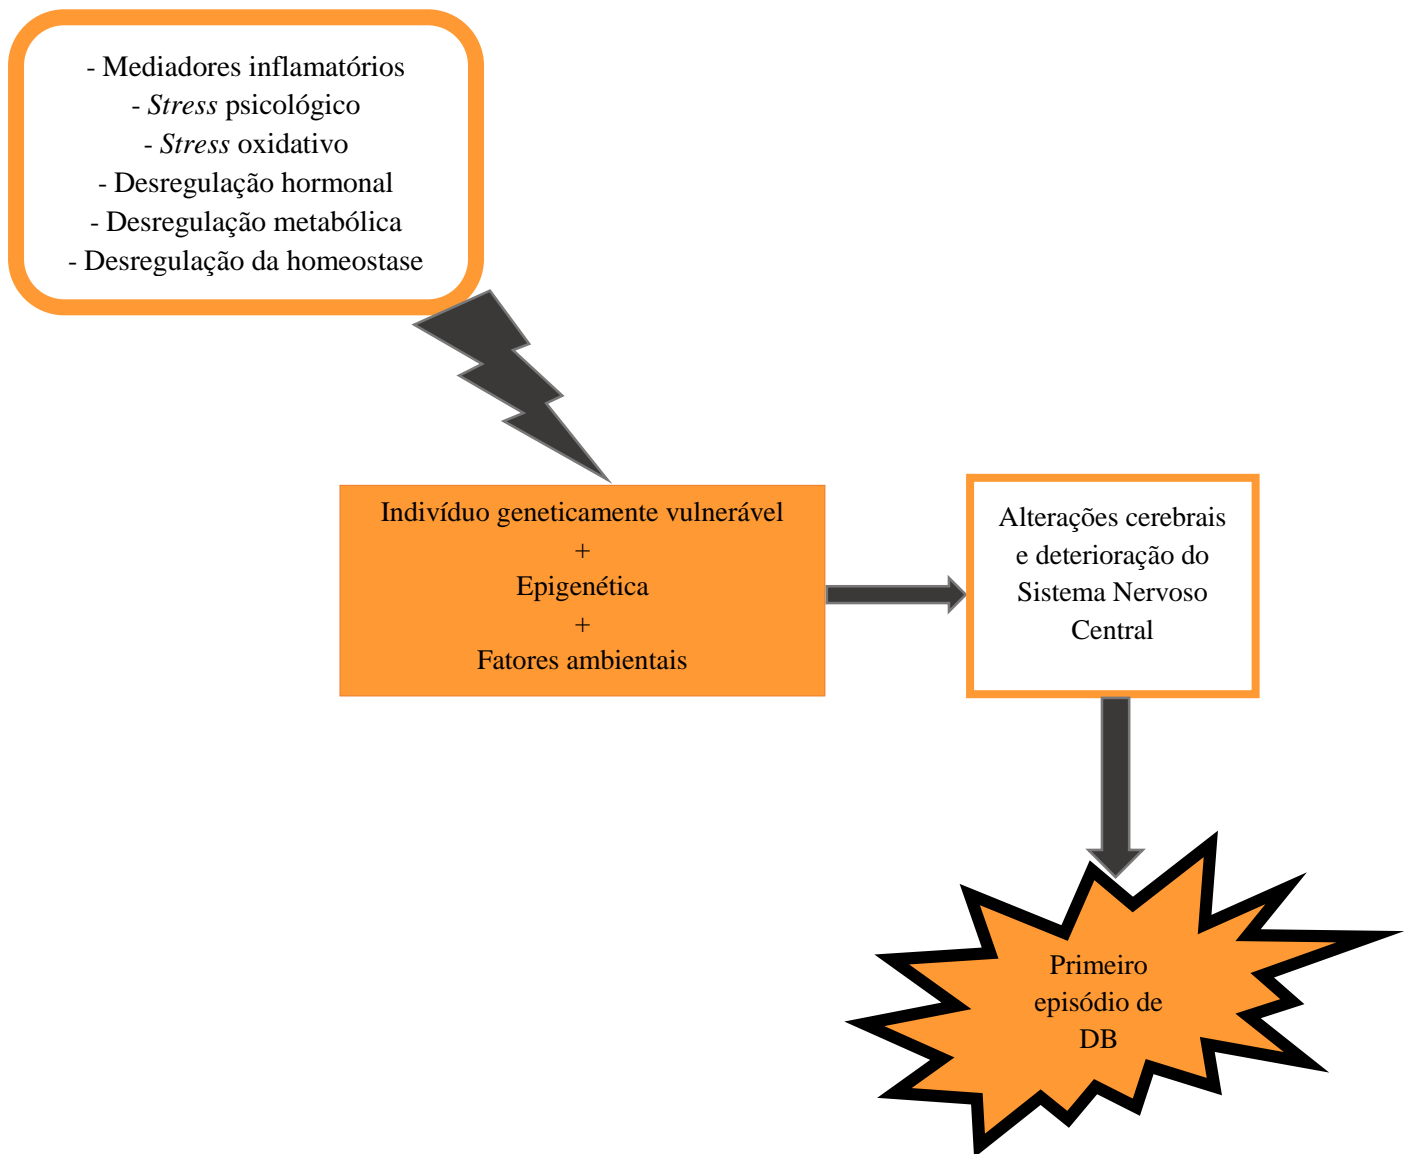 - Mediadores inflamatórios
- Stress psicológico
- Stress oxidativo
- Desregulação hormonal
- Desregulação metabólica
- Desregulação da homeostase
Indivíduo geneticamente vulnerável
+
Epigenética
+
Fatores ambientais
Alterações cerebrais
e deterioração do
Sistema Nervoso
Central
Primeiro
episódio de
DB